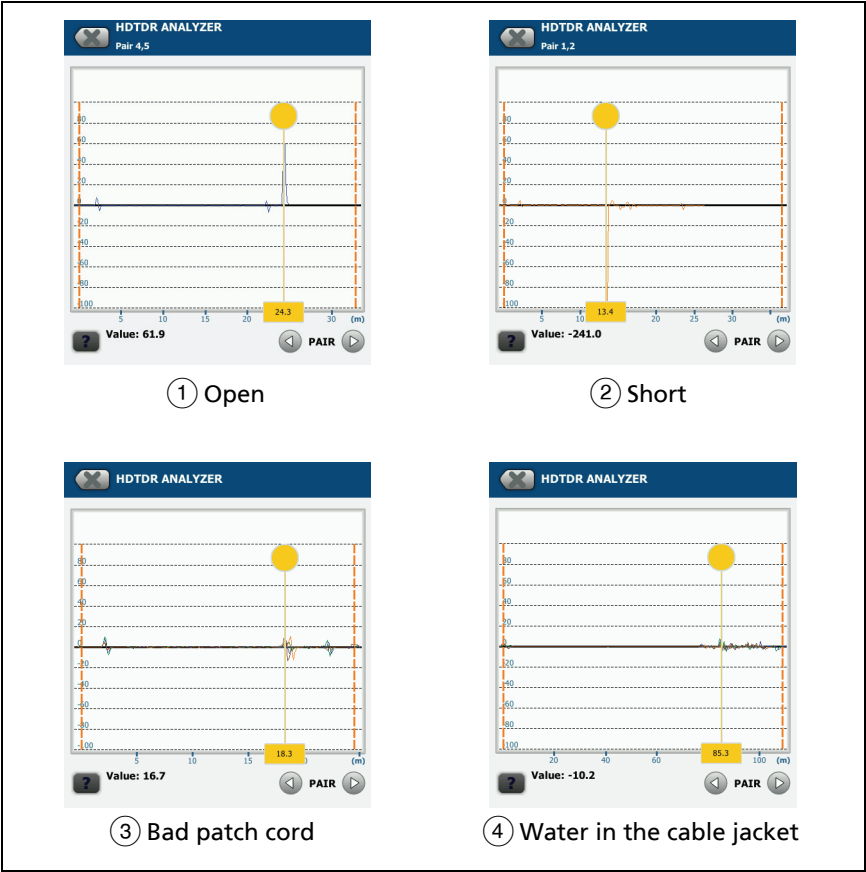 HDTDR ANALYZER
Pair 4,5
80
60
40
20
0
-20
-40
-60
-80
-100
5 10 15 20 24.3 30 (m)
? Value: 61.9 PAIR
1 Open
HDTDR ANALYZER
Pair 1,2
80
60
40
20
0
-20
-40
-60
-80
-100
5 10 13.4 20 25 30 (m)
? Value: -241.0 PAIR
2 Short
HDTDR ANALYZER
80
60
40
20
0
-20
-40
-60
-80
-100
5 10 18.3 (m)
? Value: 16.7 PAIR
3 Bad patch cord
HDTDR ANALYZER
80
60
40
20
0
-20
-40
-60
-80
-100
20 40 60 85.3 100 (m)
? Value: -10.2 PAIR
4 Water in the cable jacket